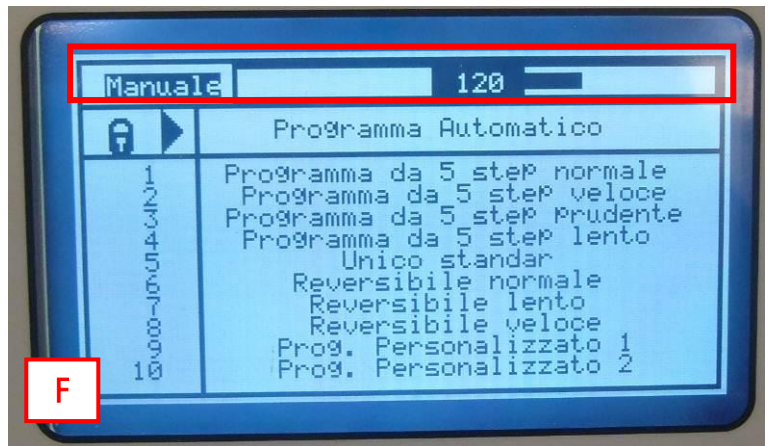 Manuale 120
Programma Automatico
1 Programma da 5 step normale
2 Programma da 5 step veloce
3 Programma da 5 step Prudente
4 Programma da 5 step lento
5 Unico standar
6 Reversibile normale
7 Reversibile lento
8 Reversibile veloce
9 Prog. Personalizzato 1
10 Prog. Personalizzato 2
F